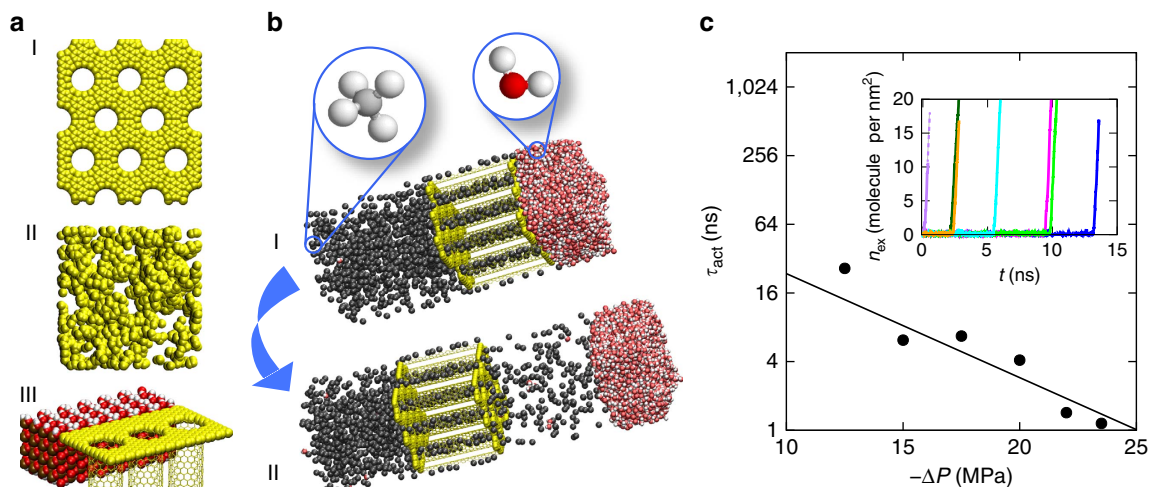 a
I
II
III
b
I
II
c
1,024
256
64
16
4
1
τact (ns)
10
15
20
25
−ΔP (MPa)
20
15
10
5
0
nex (molecule per nm²)
0
5
10
15
t (ns)